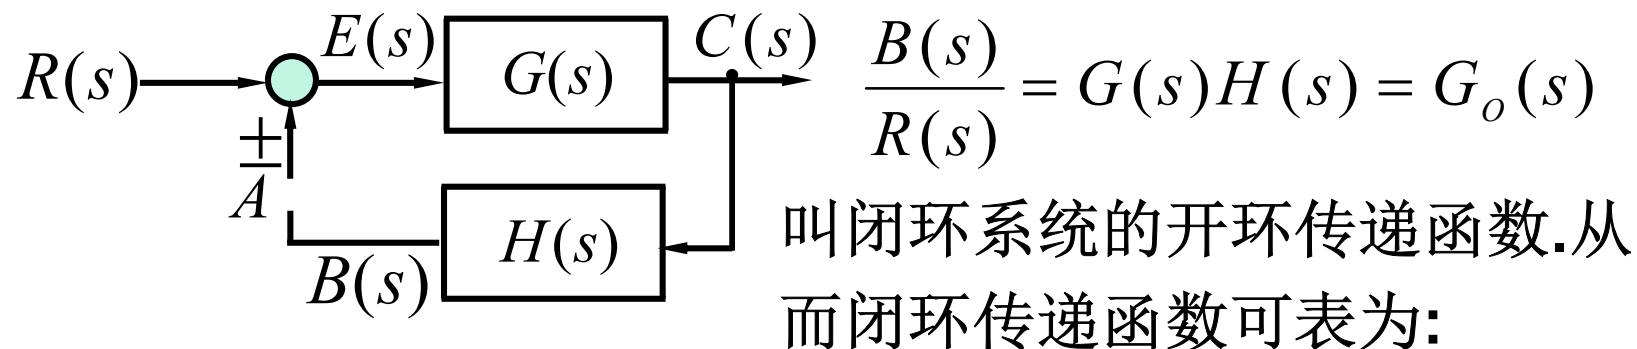 R(s)
E(s)
G(s)
C(s)
±
A
H(s)
B(s)
B(s)/R(s) = G(s)H(s) = G_o(s)
叫闭环系统的开环传递函数.从
而闭环传递函数可表为: